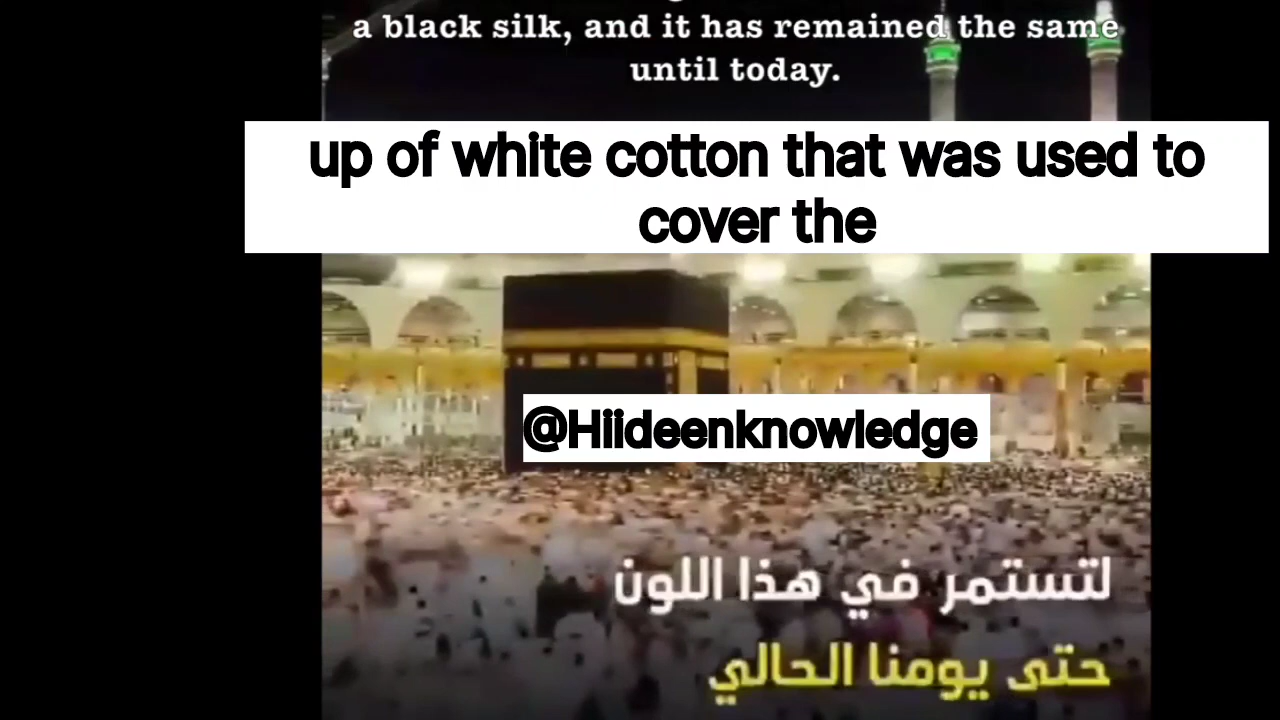 a black silk, and it has remained the same
until today.
up of white cotton that was used to
cover the
@Hiideenknowledge
لتستمر في هذا اللون
حتى يومنا الحالي